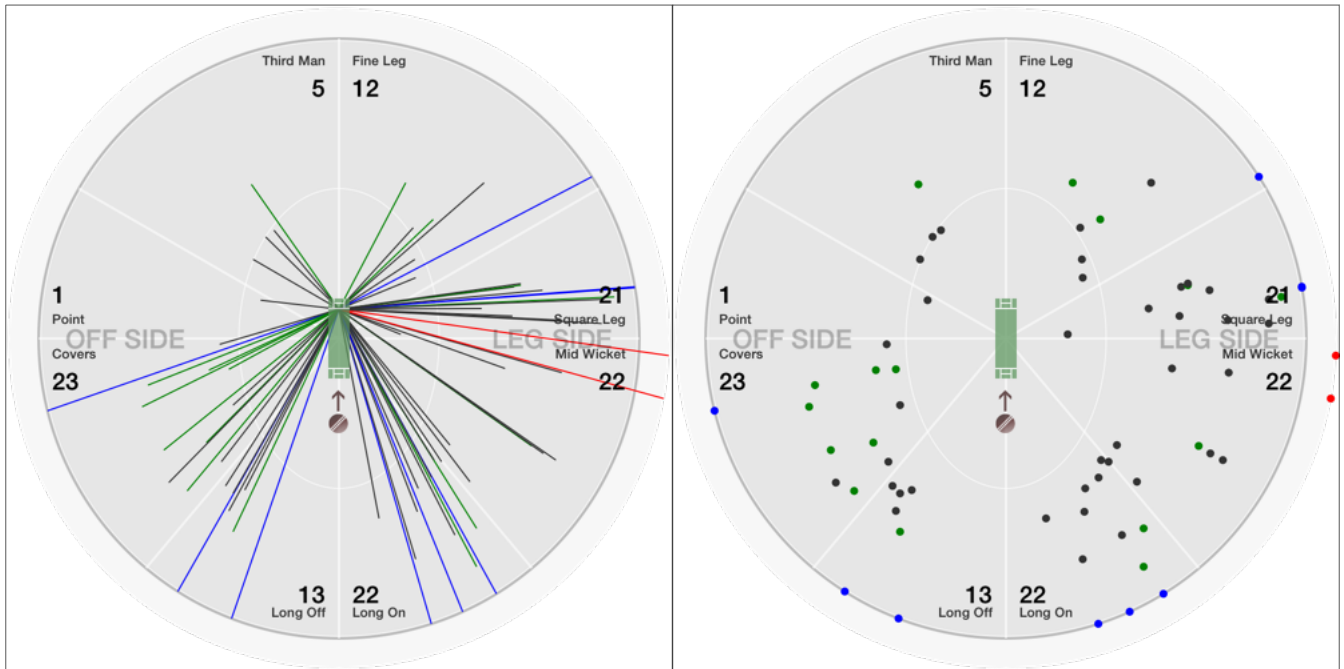 Third Man Fine Leg
5 12
1 21
Point Square Leg
OFF SIDE LEG SIDE
Covers Mid Wicket
23 22
13 22
Long Off Long On
Third Man Fine Leg
5 12
1 21
Point Square Leg
OFF SIDE LEG SIDE
Covers Mid Wicket
23 22
13 22
Long Off Long On